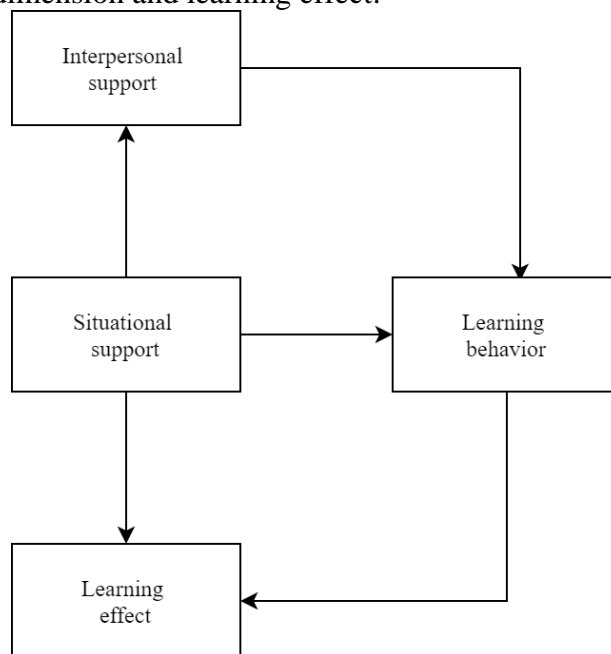 dimension and learning effect.
Interpersonal
support
Situational
support
Learning
behavior
Learning
effect